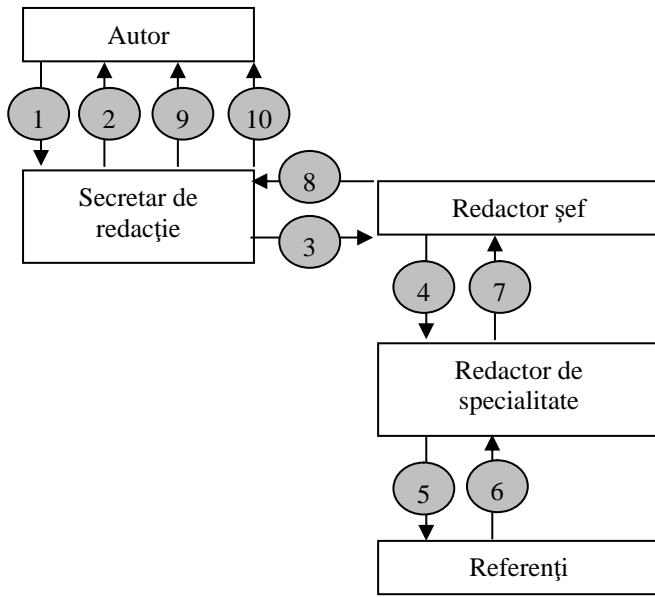 Autor
1
2
9
10
Secretar de
redacţie
8
3
Redactor şef
4
7
Redactor de
specialitate
5
6
Referenţi